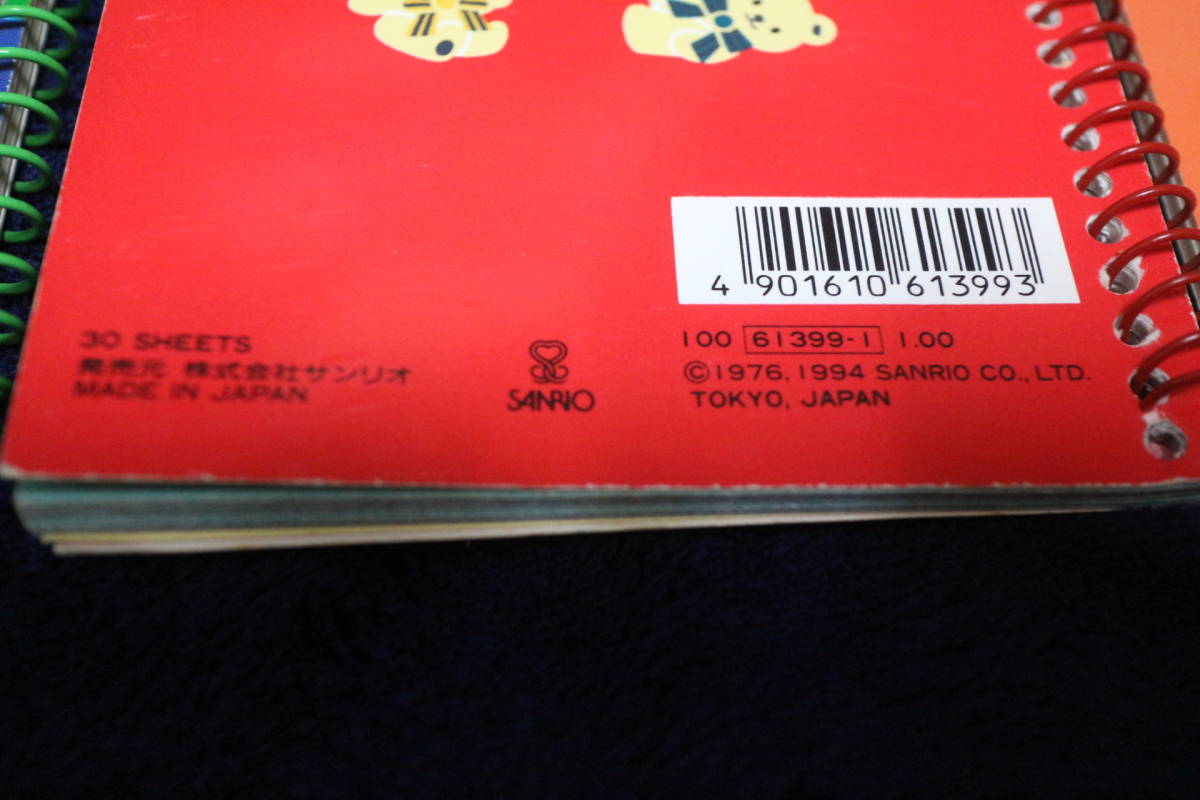 4 901610 613993
30 SHEETS
発売元 株式会社サンリオ
MADE IN JAPAN
SANRIO
100 61399-1 1.00
©1976, 1994 SANRIO CO., LTD.
TOKYO, JAPAN